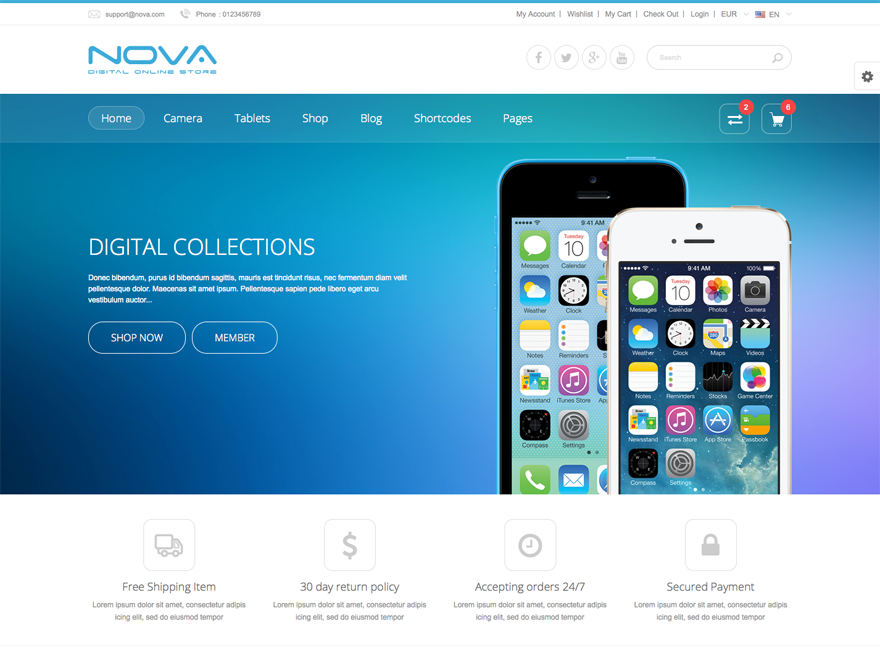 support@nova.com Phone : 0123456789 My Account | Wishlist | My Cart | Check Out | Login | EUR EN
NOVA
DIGITAL ONLINE STORE
Search
Home Camera Tablets Shop Blog Shortcodes Pages 2 6
DIGITAL COLLECTIONS
Donec bibendum, purus id bibendum sagittis, mauris est tincidunt risus, nec fermentum diam velit
pellentesque dolor. Maecenas sit amet ipsum. Pellentesque sapien pede libero eget arcu
vestibulum auctor...
SHOP NOW MEMBER
9:41 AM
Tuesday
10
Messages Calendar
Weather Clock
Notes Reminders
Newsstand iTunes Store
Compass Settings
9:41 AM 100%
Tuesday
10
Messages Calendar Photos Camera
Weather Clock Maps Videos
Notes Reminders Stocks Game Center
Newsstand iTunes Store App Store Passbook
Compass Settings
Free Shipping Item 30 day return policy Accepting orders 24/7 Secured Payment
Lorem ipsum dolor sit amet, consectetur adipis Lorem ipsum dolor sit amet, consectetur adipis Lorem ipsum dolor sit amet, consectetur adipis Lorem ipsum dolor sit amet, consectetur adipis
icing elit, sed do eiusmod tempor icing elit, sed do eiusmod tempor icing elit, sed do eiusmod tempor icing elit, sed do eiusmod tempor